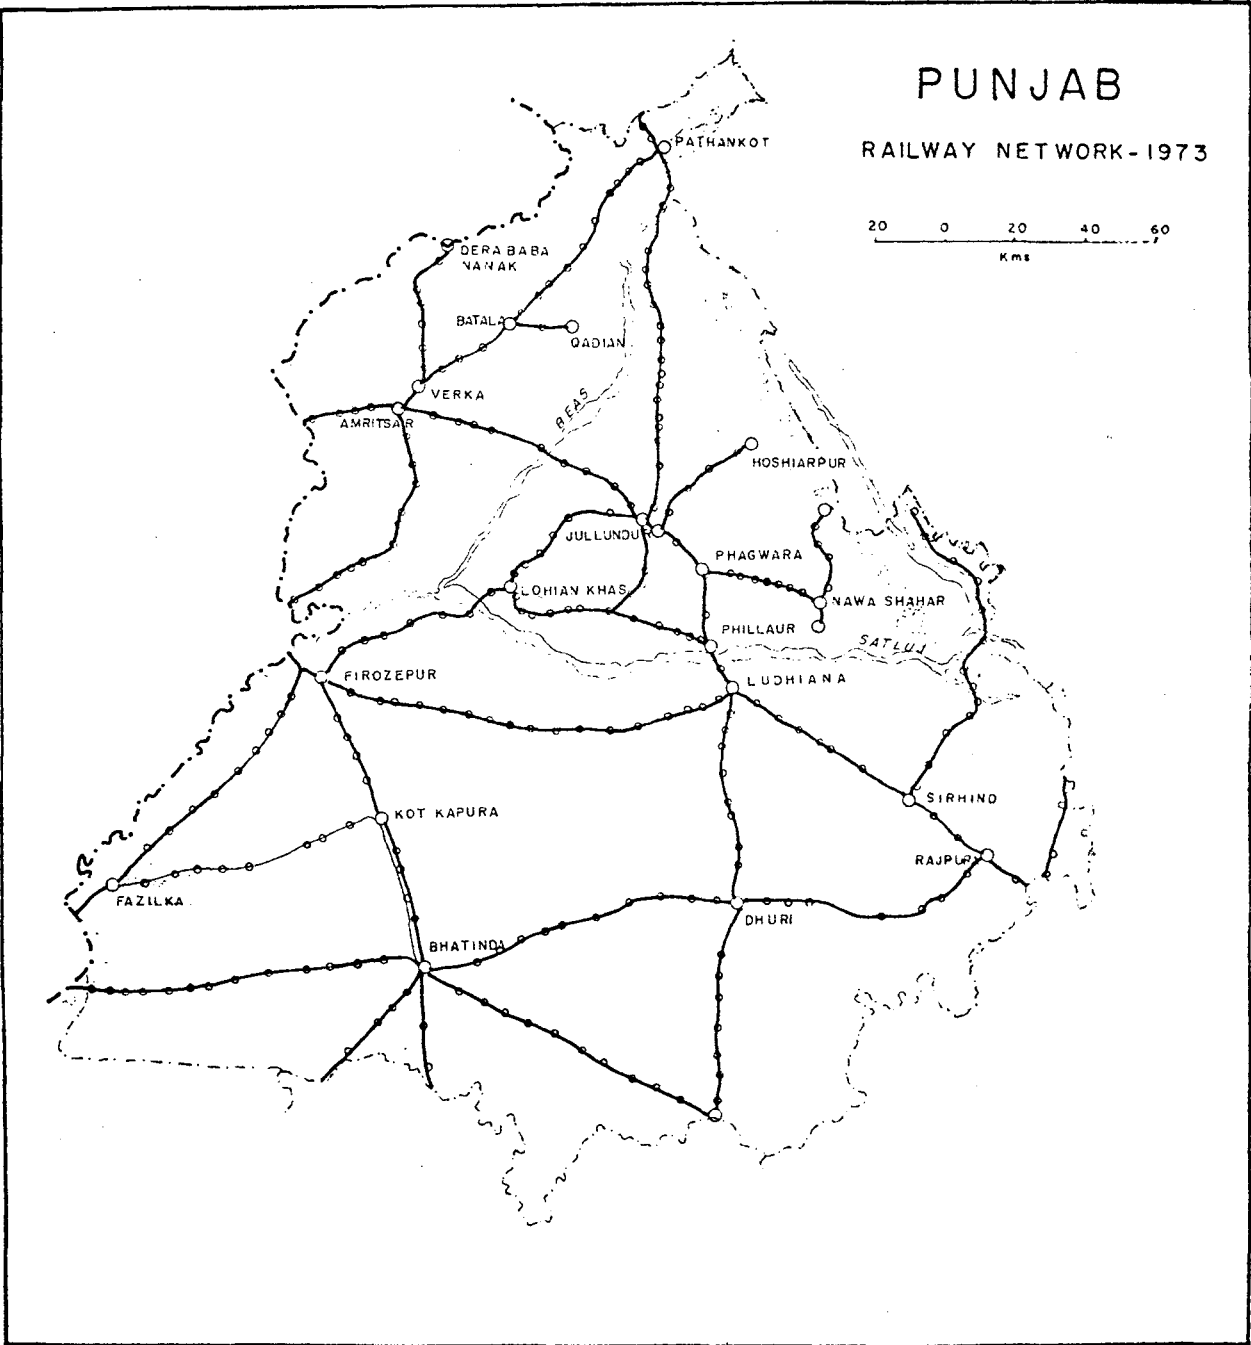 PUNJAB
RAILWAY NETWORK-1973
20 0 20 40 60
Kms
PATHANKOT
DERA BABA
NANAK
BATALA
QADIAN
VERKA
BEAS
AMRITSAR
HOSHIARPUR
JULLUNDUR
PHAGWARA
LOHIAN KHAS
NAWA SHAHAR
PHILLAUR
SATLUJ
FIROZEPUR
LUDHIANA
SIRHIND
KOT KAPURA
RAJPURA
FAZILKA
DHURI
BHATINDA